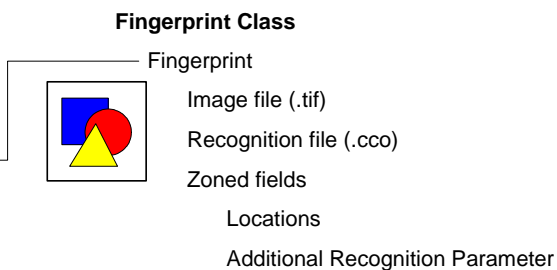 Fingerprint Class
Fingerprint
Image file (.tif)
Recognition file (.cco)
Zoned fields
Locations
Additional Recognition Parameter